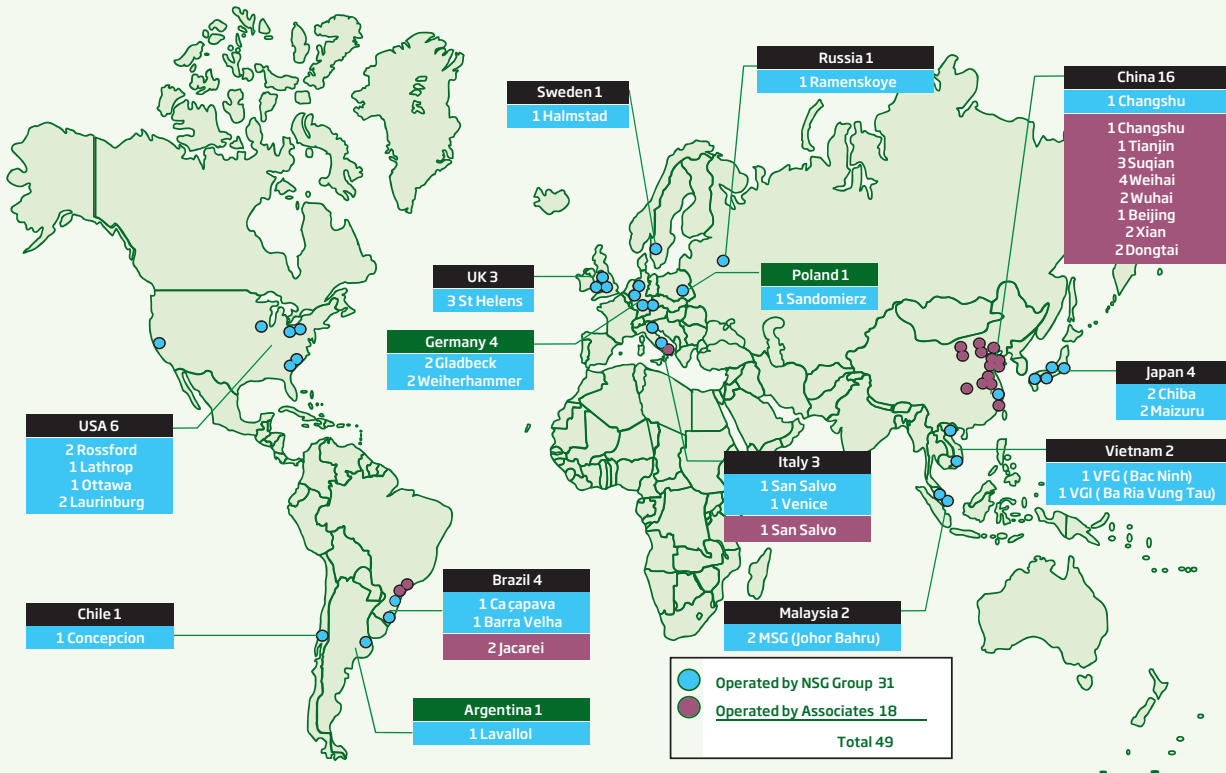 Russia 1
1 Ramenskoye
Sweden 1
1 Halmstad
China 16
1 Changshu
1 Changshu
1 Tianjin
3 Suqian
4 Weihai
2 Wuhai
1 Beijing
2 Xian
2 Dongtai
UK 3
3 St Helens
Poland 1
1 Sandomierz
Germany 4
2 Gladbeck
2 Weiherhammer
Japan 4
2 Chiba
2 Maizuru
USA 6
2 Rossford
1 Lathrop
1 Ottawa
2 Laurinburg
Italy 3
1 San Salvo
1 Venice
1 San Salvo
Vietnam 2
1 VFG (Bac Ninh)
1 VGI (Ba Ria Vung Tau)
Brazil 4
1 Caçapava
1 Barra Velha
2 Jacarei
Chile 1
1 Concepcion
Malaysia 2
2 MSG (Johor Bahru)
Argentina 1
1 Lavallol
Operated by NSG Group 31
Operated by Associates 18
Total 49